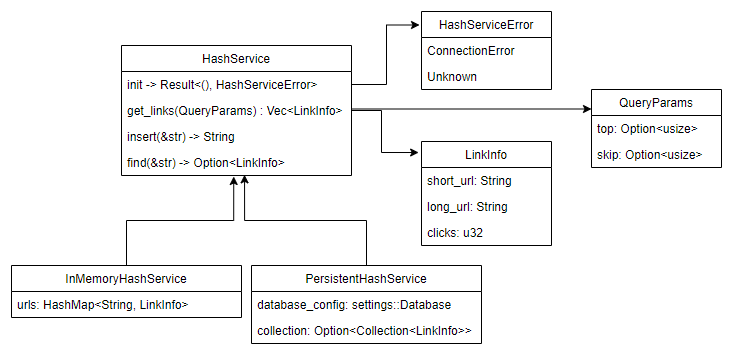 HashServiceError
ConnectionError
Unknown
HashService
init -> Result<(), HashServiceError>
get_links(QueryParams) : Vec<LinkInfo>
insert(&str) -> String
find(&str) -> Option<LinkInfo>
QueryParams
top: Option<usize>
skip: Option<usize>
LinkInfo
short_url: String
long_url: String
clicks: u32
InMemoryHashService
urls: HashMap<String, LinkInfo>
PersistentHashService
database_config: settings::Database
collection: Option<Collection<LinkInfo>>